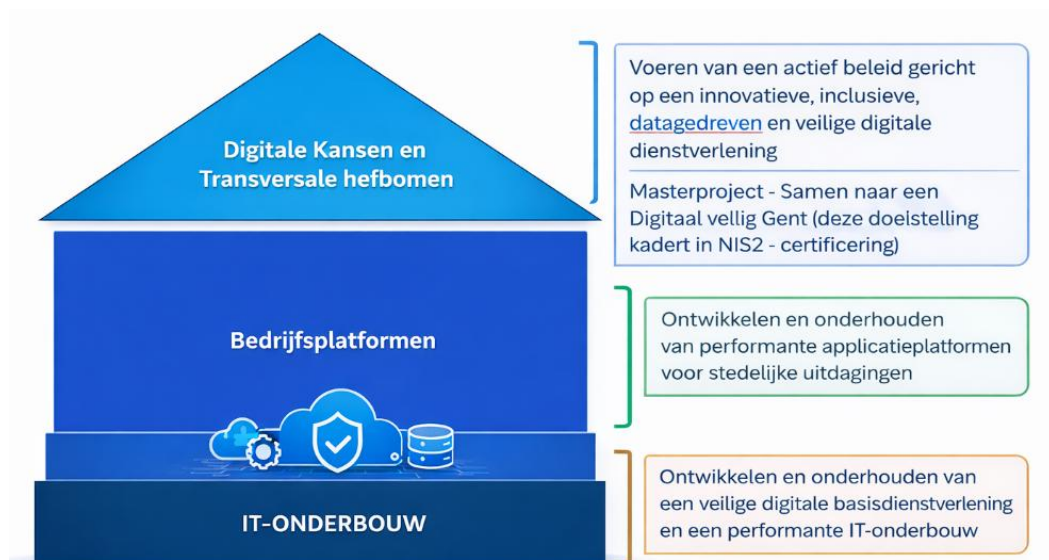 Digitale Kansen en
Transversale hefbomen
Voeren van een actief beleid gericht
op een innovatieve, inclusieve,
datagedreven en veilige digitale
dienstverlening
Masterproject - Samen naar een
Digitaal vellig Gent (deze doelstelling
kadert in NIS2 - certificering)
Bedrijfsplatformen
Ontwikkelen en onderhouden
van performante applicatieplatformen
voor stedelijke uitdagingen
IT-ONDERBOUW
Ontwikkelen en onderhouden van
een veilige digitale basisdienstverlening
en een performante IT-onderbouw